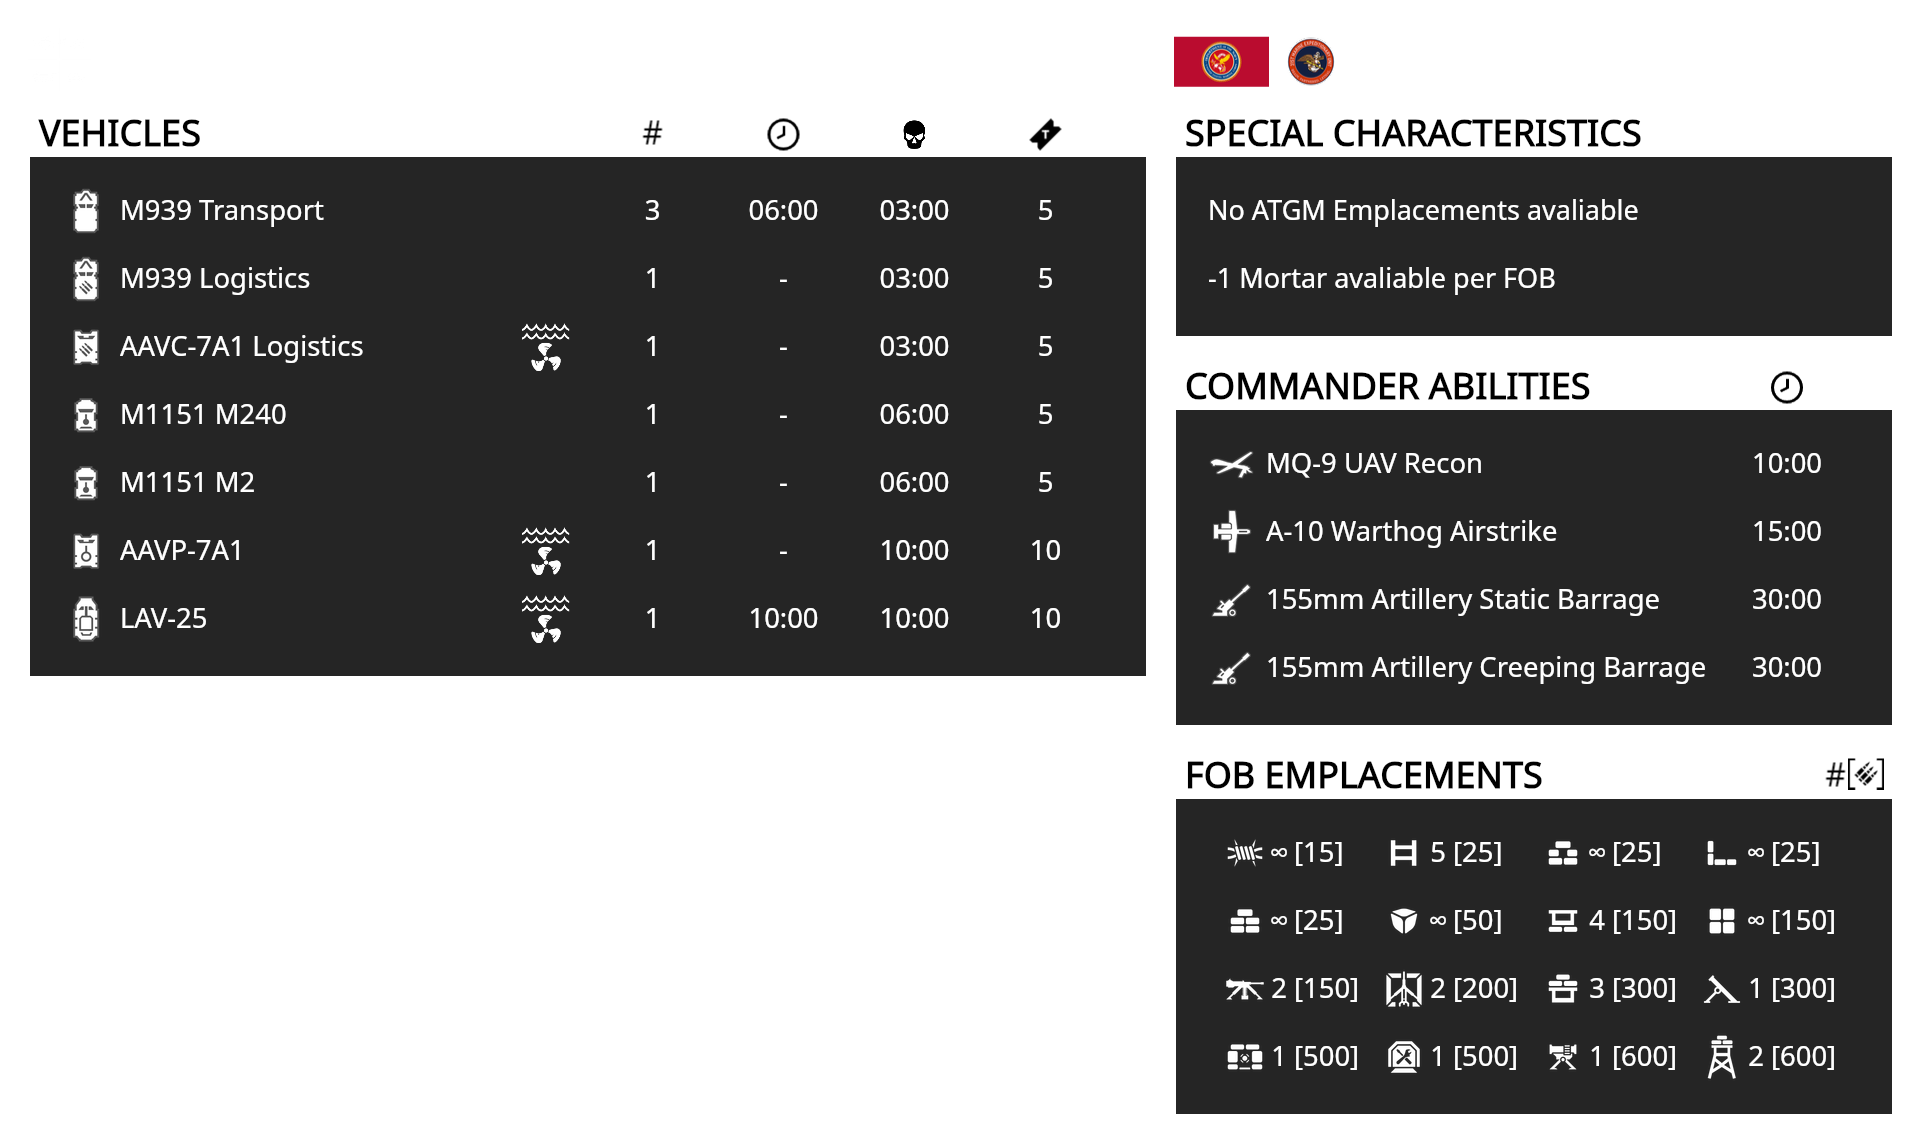 VEHICLES #
M939 Transport 3 06:00 03:00 5
M939 Logistics 1 - 03:00 5
AAVC-7A1 Logistics 1 - 03:00 5
M1151 M240 1 - 06:00 5
M1151 M2 1 - 06:00 5
AAVP-7A1 1 - 10:00 10
LAV-25 1 10:00 10:00 10
SPECIAL CHARACTERISTICS
No ATGM Emplacements avaliable
-1 Mortar avaliable per FOB
COMMANDER ABILITIES
MQ-9 UAV Recon 10:00
A-10 Warthog Airstrike 15:00
155mm Artillery Static Barrage 30:00
155mm Artillery Creeping Barrage 30:00
FOB EMPLACEMENTS #[]
∞ [15] 5 [25] ∞ [25] ∞ [25]
∞ [25] ∞ [50] 4 [150] ∞ [150]
2 [150] 2 [200] 3 [300] 1 [300]
1 [500] 1 [500] 1 [600] 2 [600]